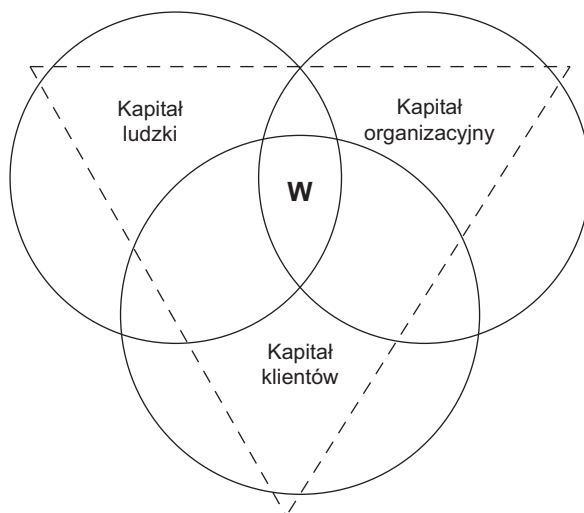 Kapitał
ludzki
Kapitał
organizacyjny
W
Kapitał
klientów